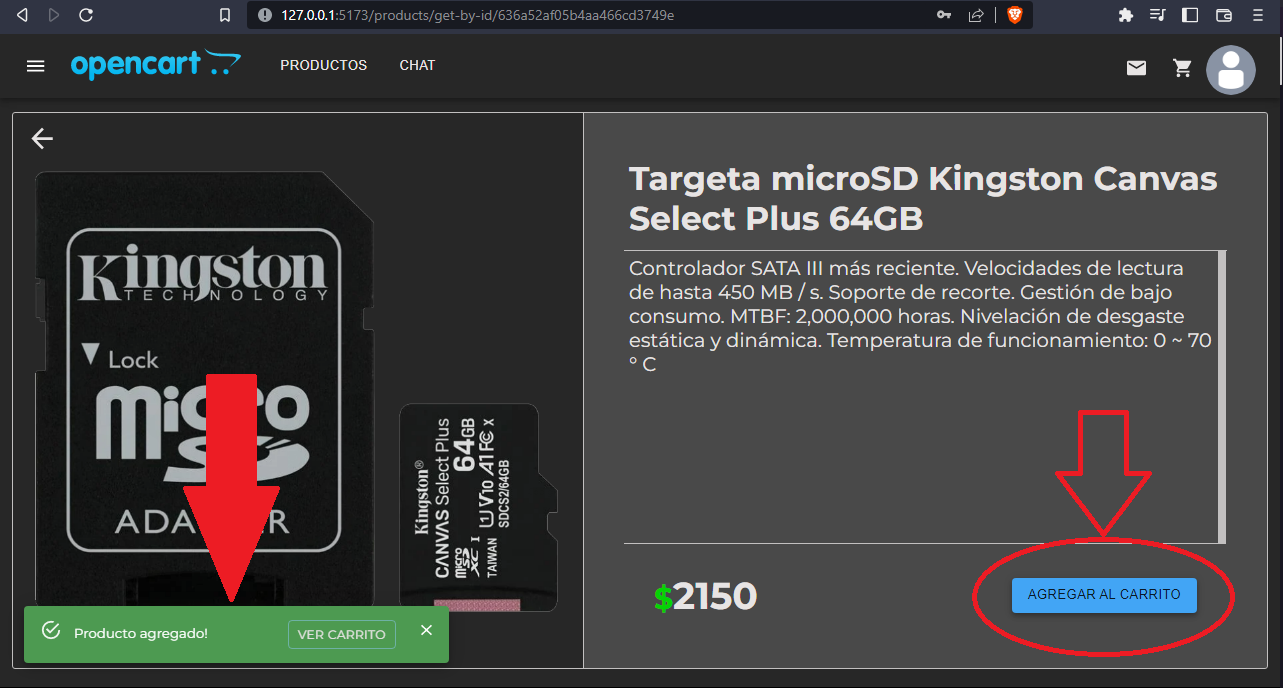 127.0.0.1:5173/products/get-by-id/636a52af05b4aa466cd3749e
opencart
PRODUCTOS
CHAT
Targeta microSD Kingston Canvas
Select Plus 64GB
Controlador SATA III más reciente. Velocidades de lectura
de hasta 450 MB / s. Soporte de recorte. Gestión de bajo
consumo. MTBF: 2,000,000 horas. Nivelación de desgaste
estática y dinámica. Temperatura de funcionamiento: 0 ~ 70
° C
$2150
AGREGAR AL CARRITO
Kingston
TECHNOLOGY
Lock
micro
SD
ADAPTER
Kingston®
CANVAS Select Plus
64GB
micro SD XC I
U1 V10 A1 FC X
SDCS2/64GB
TAIWAN
Producto agregado!
VER CARRITO